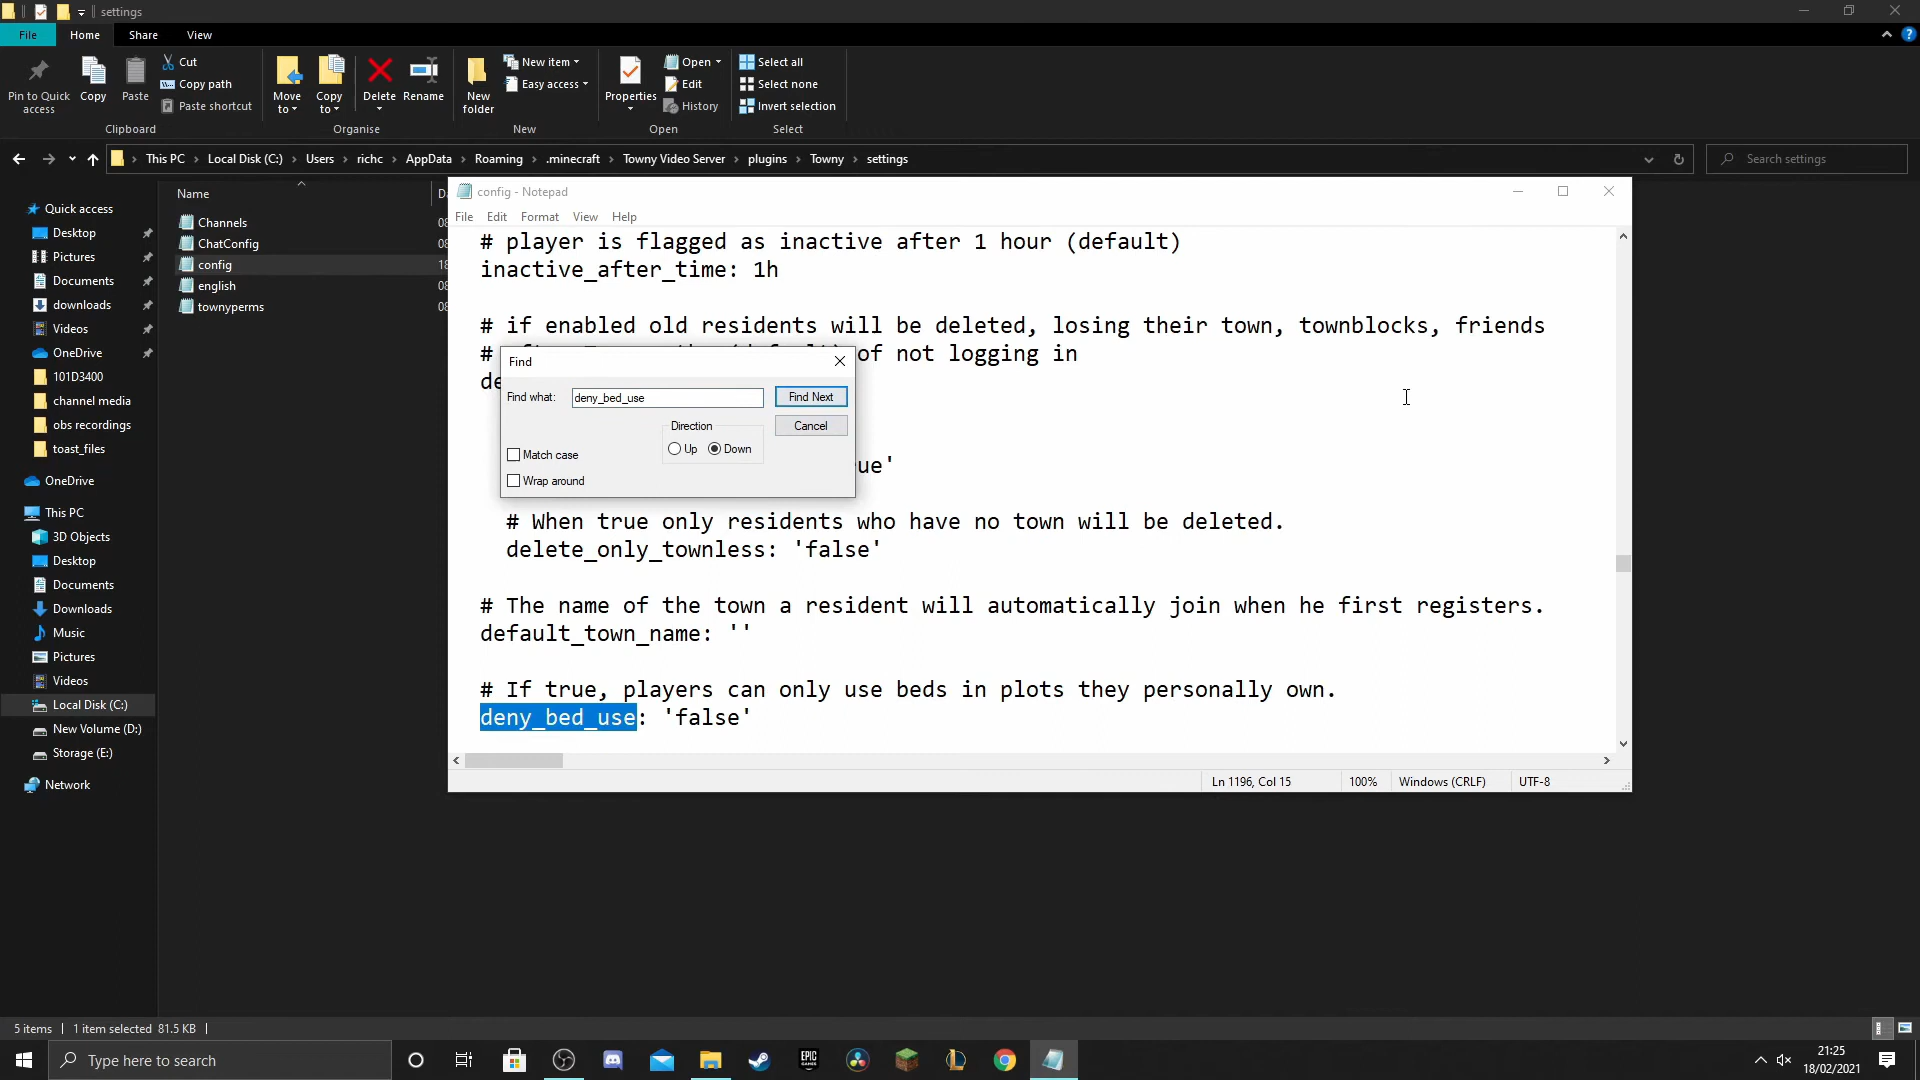 settings
File Home Share View
Pin to Quick access
Copy
Paste
Cut
Copy path
Paste shortcut
Clipboard
Move to
Copy to
Delete
Rename
Organise
New folder
New item
Easy access
New
Properties
Open
Edit
History
Open
Select all
Select none
Invert selection
Select
This PC > Local Disk (C:) > Users > richc > AppData > Roaming > .minecraft > Towny Video Server > plugins > Towny > settings
Search settings
Quick access
Desktop
Pictures
Documents
downloads
Videos
OneDrive
101D3400
channel media
obs recordings
toast_files
OneDrive
This PC
3D Objects
Desktop
Documents
Downloads
Music
Pictures
Videos
Local Disk (C:)
New Volume (D:)
Storage (E:)
Network
Name
Channels
ChatConfig
config
english
townyperms
config - Notepad
File Edit Format View Help
# player is flagged as inactive after 1 hour (default)
inactive_after_time: 1h
# if enabled old residents will be deleted, losing their town, townblocks, friends
# of not logging in
de
ue'
# When true only residents who have no town will be deleted.
delete_only_townless: 'false'
# The name of the town a resident will automatically join when he first registers.
default_town_name: ''
# If true, players can only use beds in plots they personally own.
deny_bed_use: 'false'
Find
Find what: deny_bed_use
Find Next
Direction
Cancel
Up Down
Match case
Wrap around
Ln 1196, Col 15 100% Windows (CRLF) UTF-8
5 items 1 item selected 81.5 KB
Type here to search
EPIC GAMES
21:25
18/02/2021